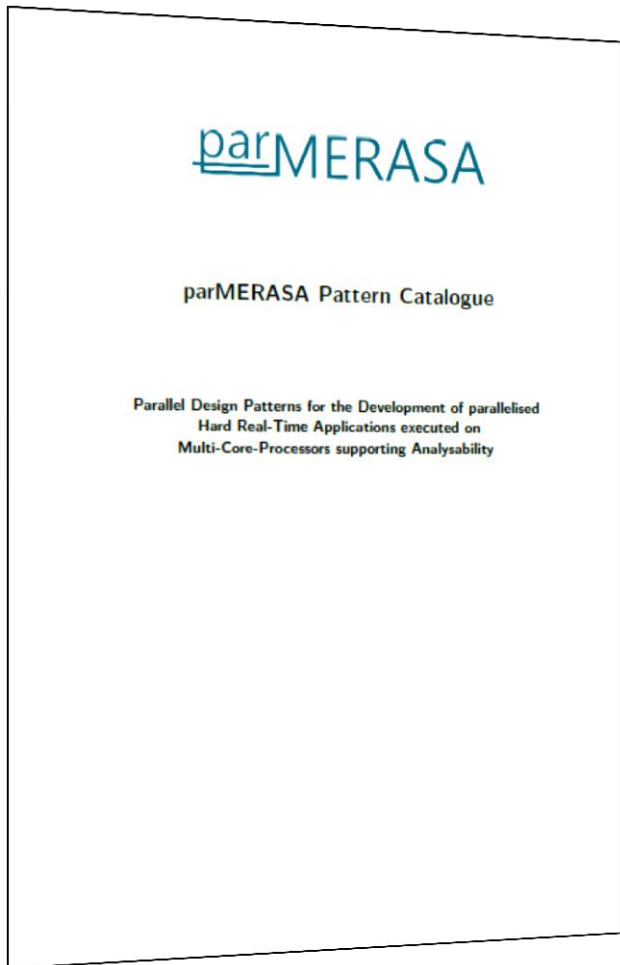 parMERASA
parMERASA Pattern Catalogue
Parallel Design Patterns for the Development of parallelised
Hard Real-Time Applications executed on
Multi-Core-Processors supporting Analysability